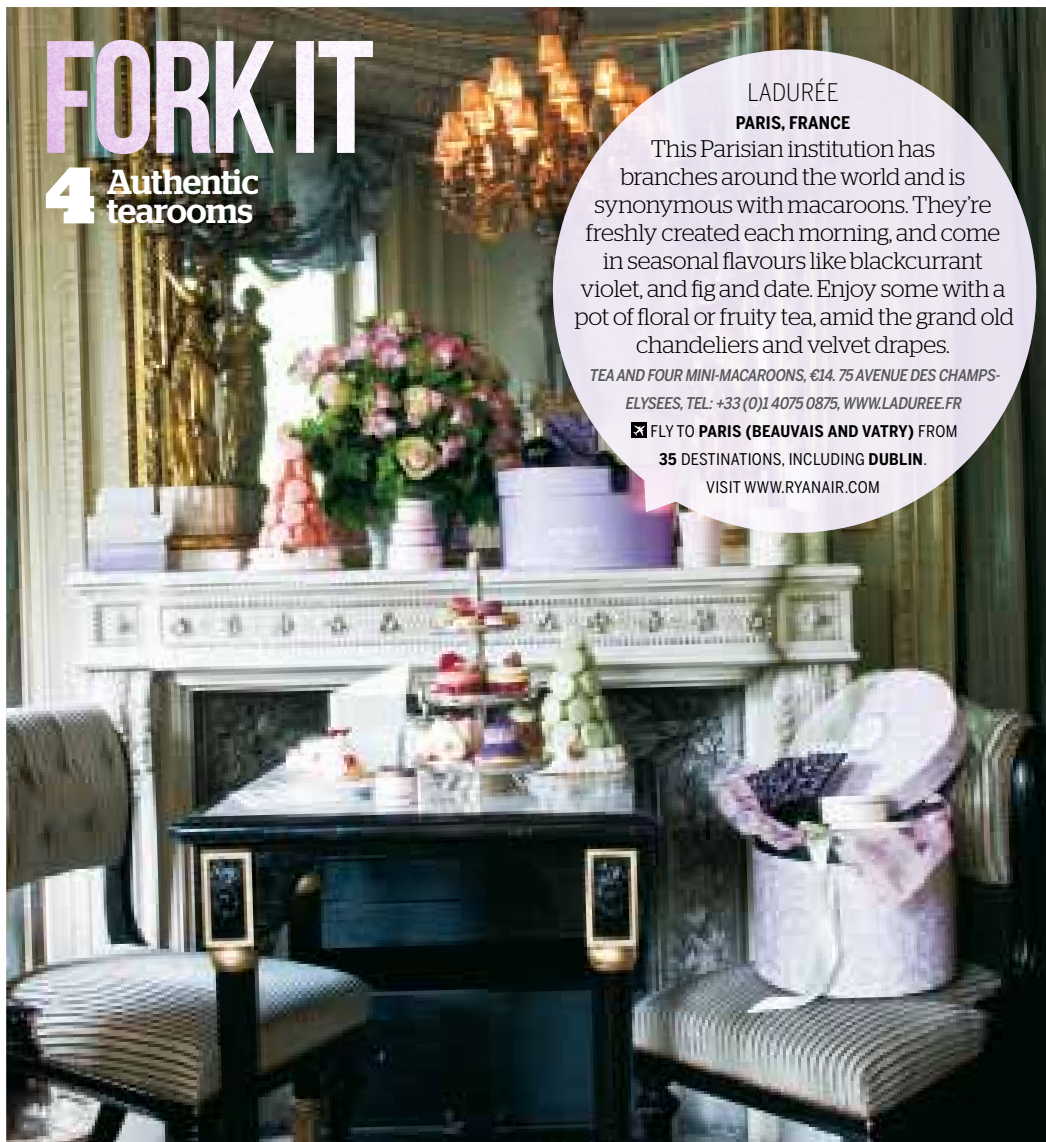 FORK IT
4 Authentic
tearooms
LADURÉE
PARIS, FRANCE
This Parisian institution has
branches around the world and is
synonymous with macaroons. They're
freshly created each morning, and come
in seasonal flavours like blackcurrant
violet, and fig and date. Enjoy some with a
pot of floral or fruity tea, amid the grand old
chandeliers and velvet drapes.
TEA AND FOUR MINI-MACAROONS, €14. 75 AVENUE DES CHAMPS-
ELYSEES, TEL: +33 (0)1 4075 0875, WWW.LADUREE.FR
FLY TO PARIS (BEAUVAIS AND VATRY) FROM
35 DESTINATIONS, INCLUDING DUBLIN.
VISIT WWW.RYANAIR.COM